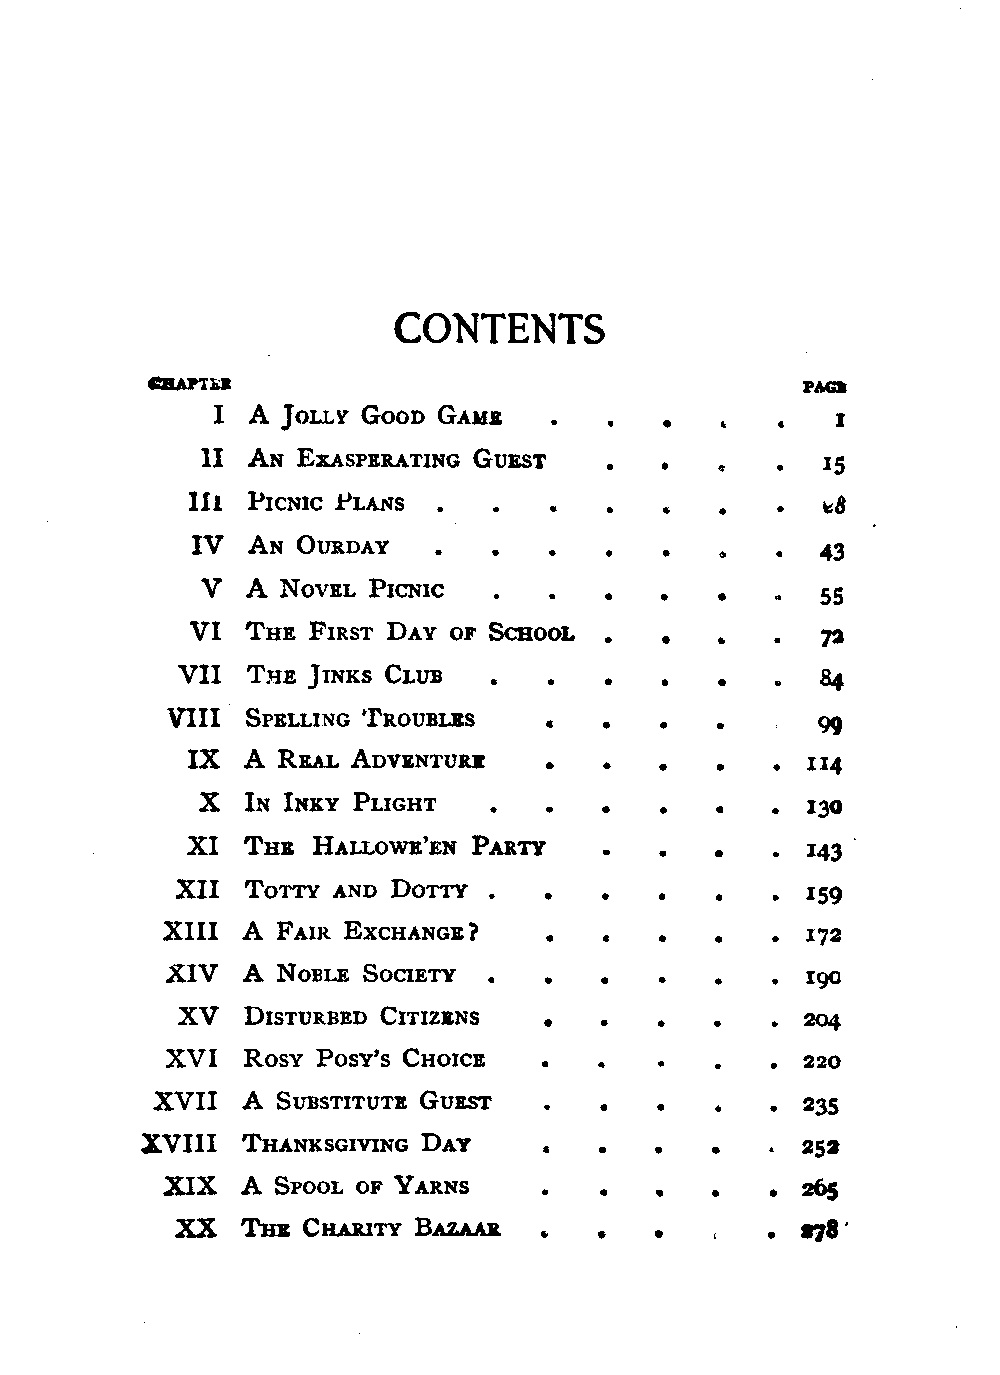 CONTENTS
CHAPTER PAGE
I A Jolly Good Game . . . . . 1
II An Exasperating Guest . . . . 15
III Picnic Plans . . . . . . . 28
IV An Ourday . . . . . . . 43
V A Novel Picnic . . . . . . 55
VI The First Day of School . . . . 72
VII The Jinks Club . . . . . . 84
VIII Spelling Troubles . . . . . 99
IX A Real Adventure . . . . . 114
X In Inky Plight . . . . . . 130
XI The Hallowe'en Party . . . . 143
XII Totty and Dotty . . . . . . 159
XIII A Fair Exchange? . . . . . 172
XIV A Noble Society . . . . . . 190
XV Disturbed Citizens . . . . . 204
XVI Rosy Posy's Choice . . . . . 220
XVII A Substitute Guest . . . . . 235
XVIII Thanksgiving Day . . . . . 252
XIX A Spool of Yarns . . . . . 265
XX The Charity Bazaar . . . . . 278